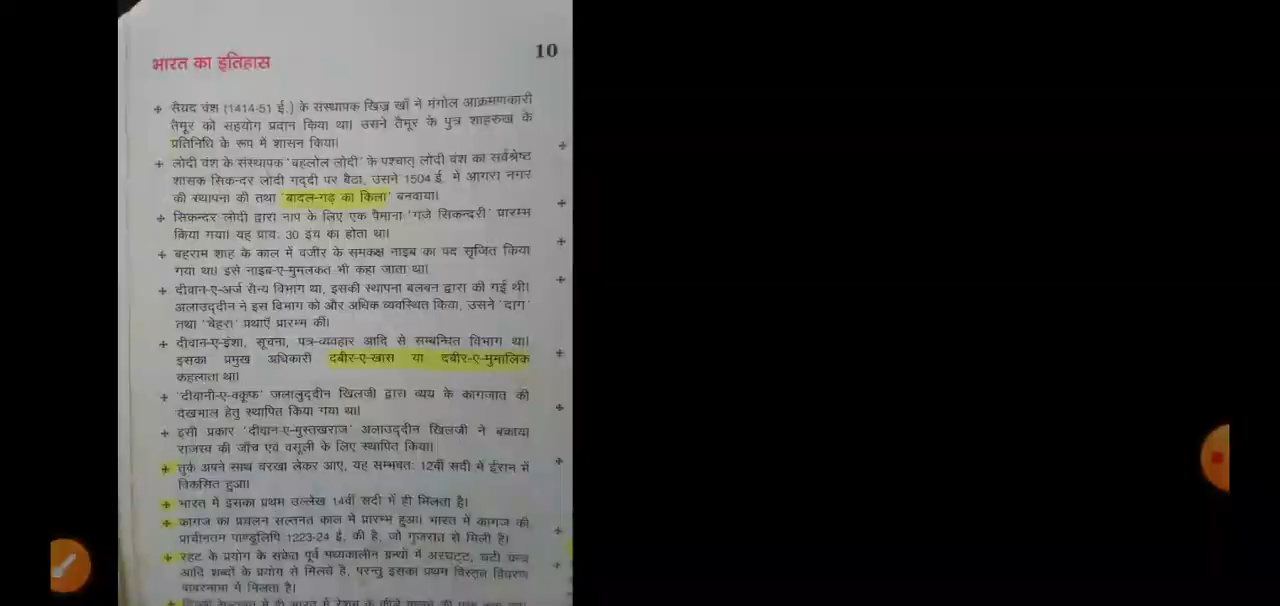 10
भारत का इतिहास
+ सैयद वंश (1414-51 ई.) के संस्थापक खिज्र खाँ ने मंगोल आक्रमणकारी
तैमूर को सहयोग प्रदान किया था। उसने तैमूर के पुत्र शाहरुख के
प्रतिनिधि के रूप में शासन किया।
+ लोदी वंश के संस्थापक 'बहलोल लोदी' के पश्चात् लोदी वंश का सर्वश्रेष्ट
शासक सिकन्दर लोदी गद्दी पर बैठा, उसने 1504 ई. में आगरा नगर
की स्थापना की तथा 'बादल-गढ़ का किला' बनवाया।
+ सिकन्दर लोदी द्वारा नाप के लिए एक पैमाना 'गजे सिकन्दरी' प्रारम्भ
किया गया। यह प्राय: 30 इंच का होता था।
+ बहराम शाह के काल में वजीर के समकक्ष नाइब का पद सृजित किया
गया था। इसे नाइब-ए-मुमलकत भी कहा जाता था।
+ दीवान-ए-अर्ज सैन्य विभाग था, इसकी स्थापना बलबन द्वारा की गई थी।
अलाउद्दीन ने इस विभाग को और अधिक व्यवस्थित किया, उसने 'दाग'
तथा 'चेहरा' प्रथाएँ प्रारम्भ कीं।
+ दीवान-ए-इंशा, सूचना, पत्र-व्यवहार आदि से सम्बन्धित विभाग था।
इसका प्रमुख अधिकारी दबीर-ए-खास या दबीर-ए-मुमालिक
कहलाता था।
+ 'दीवानी-ए-वकूफ' जलालुद्दीन खिलजी द्वारा व्यय के कागजात की
देखभाल हेतु स्थापित किया गया था।
+ इसी प्रकार 'दीवान-ए-मुस्तखराज' अलाउद्दीन खिलजी ने बकाया
राजस्व की जाँच एवं वसूली के लिए स्थापित किया।
+ तुर्क अपने साथ चरखा लेकर आए, यह सम्भवत: 12वीं सदी में ईरान में
विकसित हुआ।
+ भारत में इसका प्रथम उल्लेख 14वीं सदी में ही मिलता है।
+ कागज का प्रचलन सल्तनत काल में प्रारम्भ हुआ। भारत में कागज की
प्राचीनतम पाण्डुलिपि 1223-24 ई. की है, जो गुजरात से मिली है।
+ रहट के प्रयोग के संकेत पूर्व मध्यकालीन ग्रन्थों में अरघट्ट, घटी यन्त्र
आदि शब्दों के प्रयोग से मिलते है, परन्तु इसका प्रथम विस्तृत विवरण
बाबरनामा में मिलता है।